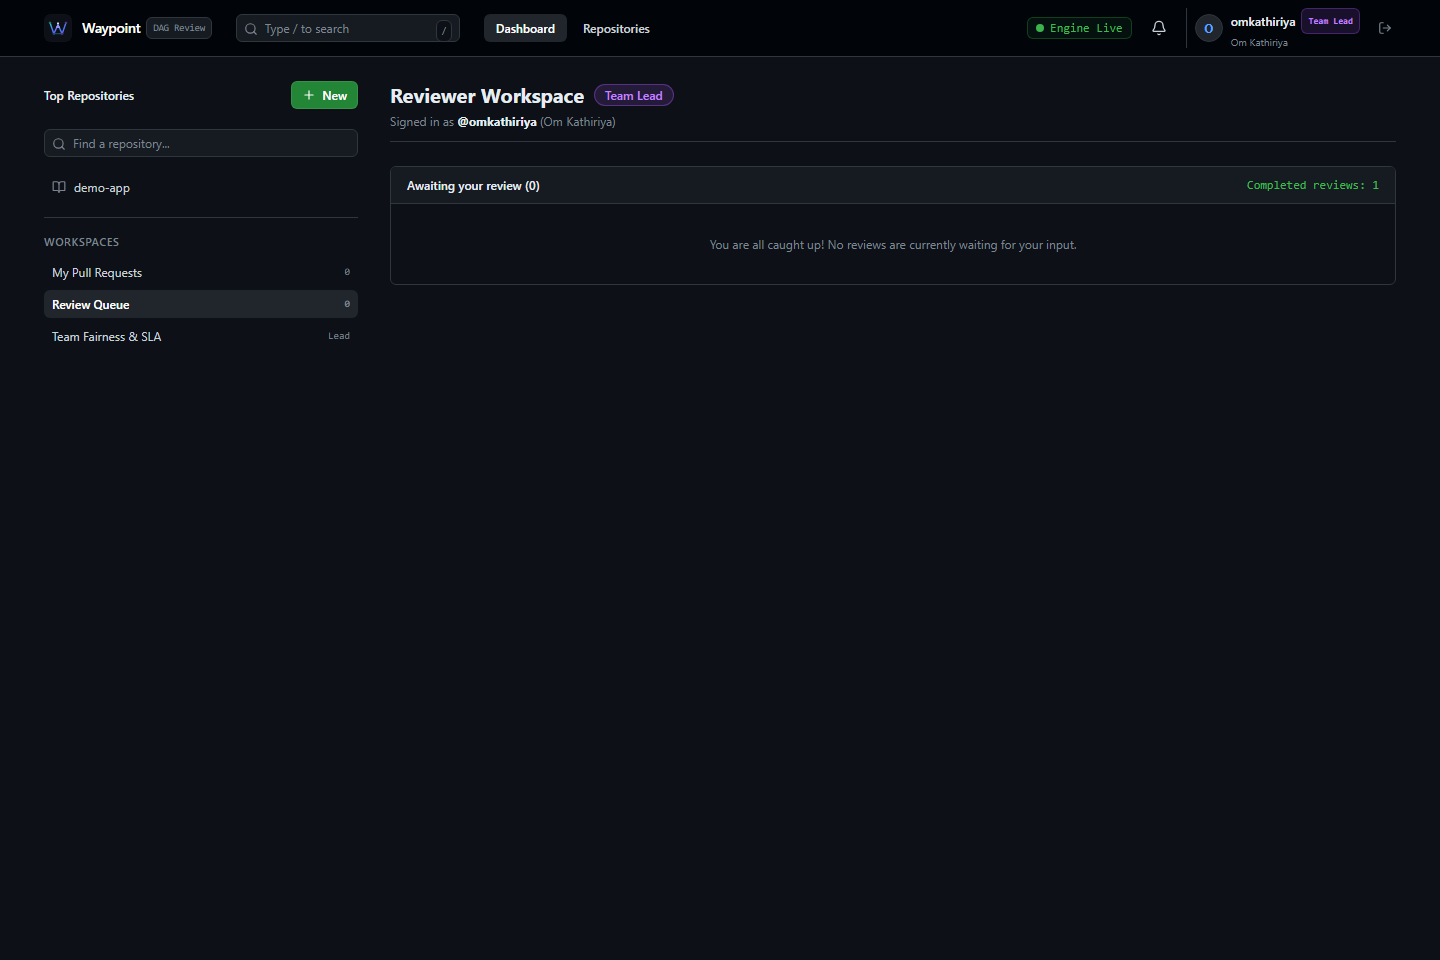 Waypoint DAG Review Type / to search / Dashboard Repositories Engine Live O omkathiriya Team Lead
Om Kathiriya
Top Repositories + New
Find a repository...
demo-app
WORKSPACES
My Pull Requests 0
Review Queue 0
Team Fairness & SLA Lead
Reviewer Workspace Team Lead
Signed in as @omkathiriya (Om Kathiriya)
Awaiting your review (0) Completed reviews: 1
You are all caught up! No reviews are currently waiting for your input.